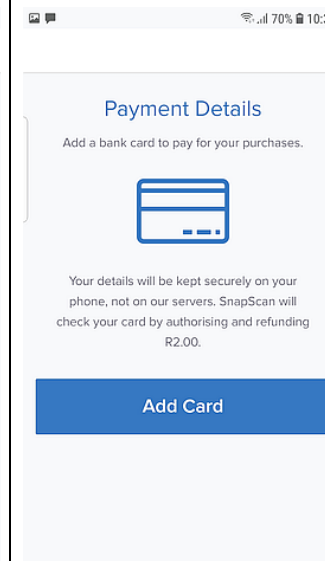 70% 10:
Payment Details
Add a bank card to pay for your purchases.
Your details will be kept securely on your
phone, not on our servers. SnapScan will
check your card by authorising and refunding
R2.00.
Add Card